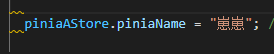 piniaAStore.piniaName = "崽崽"; /